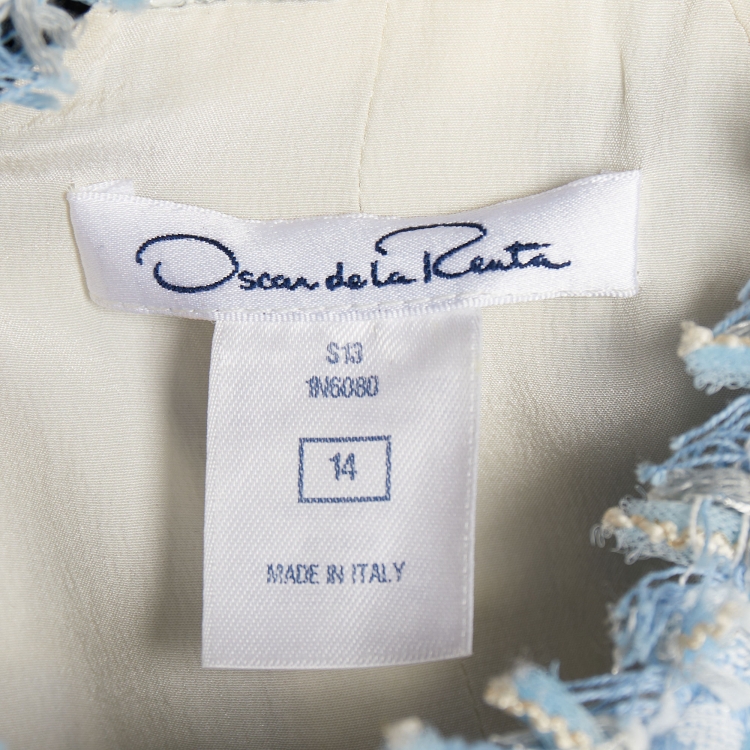 Oscar de la Renta
S13
1N6080
14
MADE IN ITALY